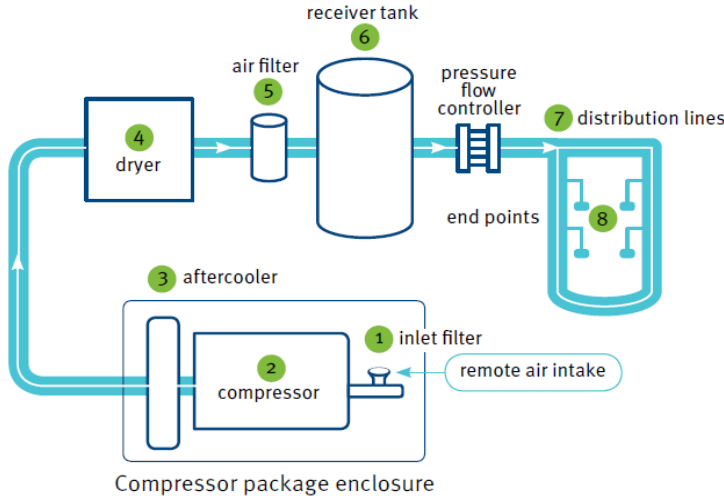 receiver tank
6
air filter
5
pressure
flow
controller
7 distribution lines
4
dryer
end points
8
3 aftercooler
1 inlet filter
2
compressor
remote air intake
Compressor package enclosure